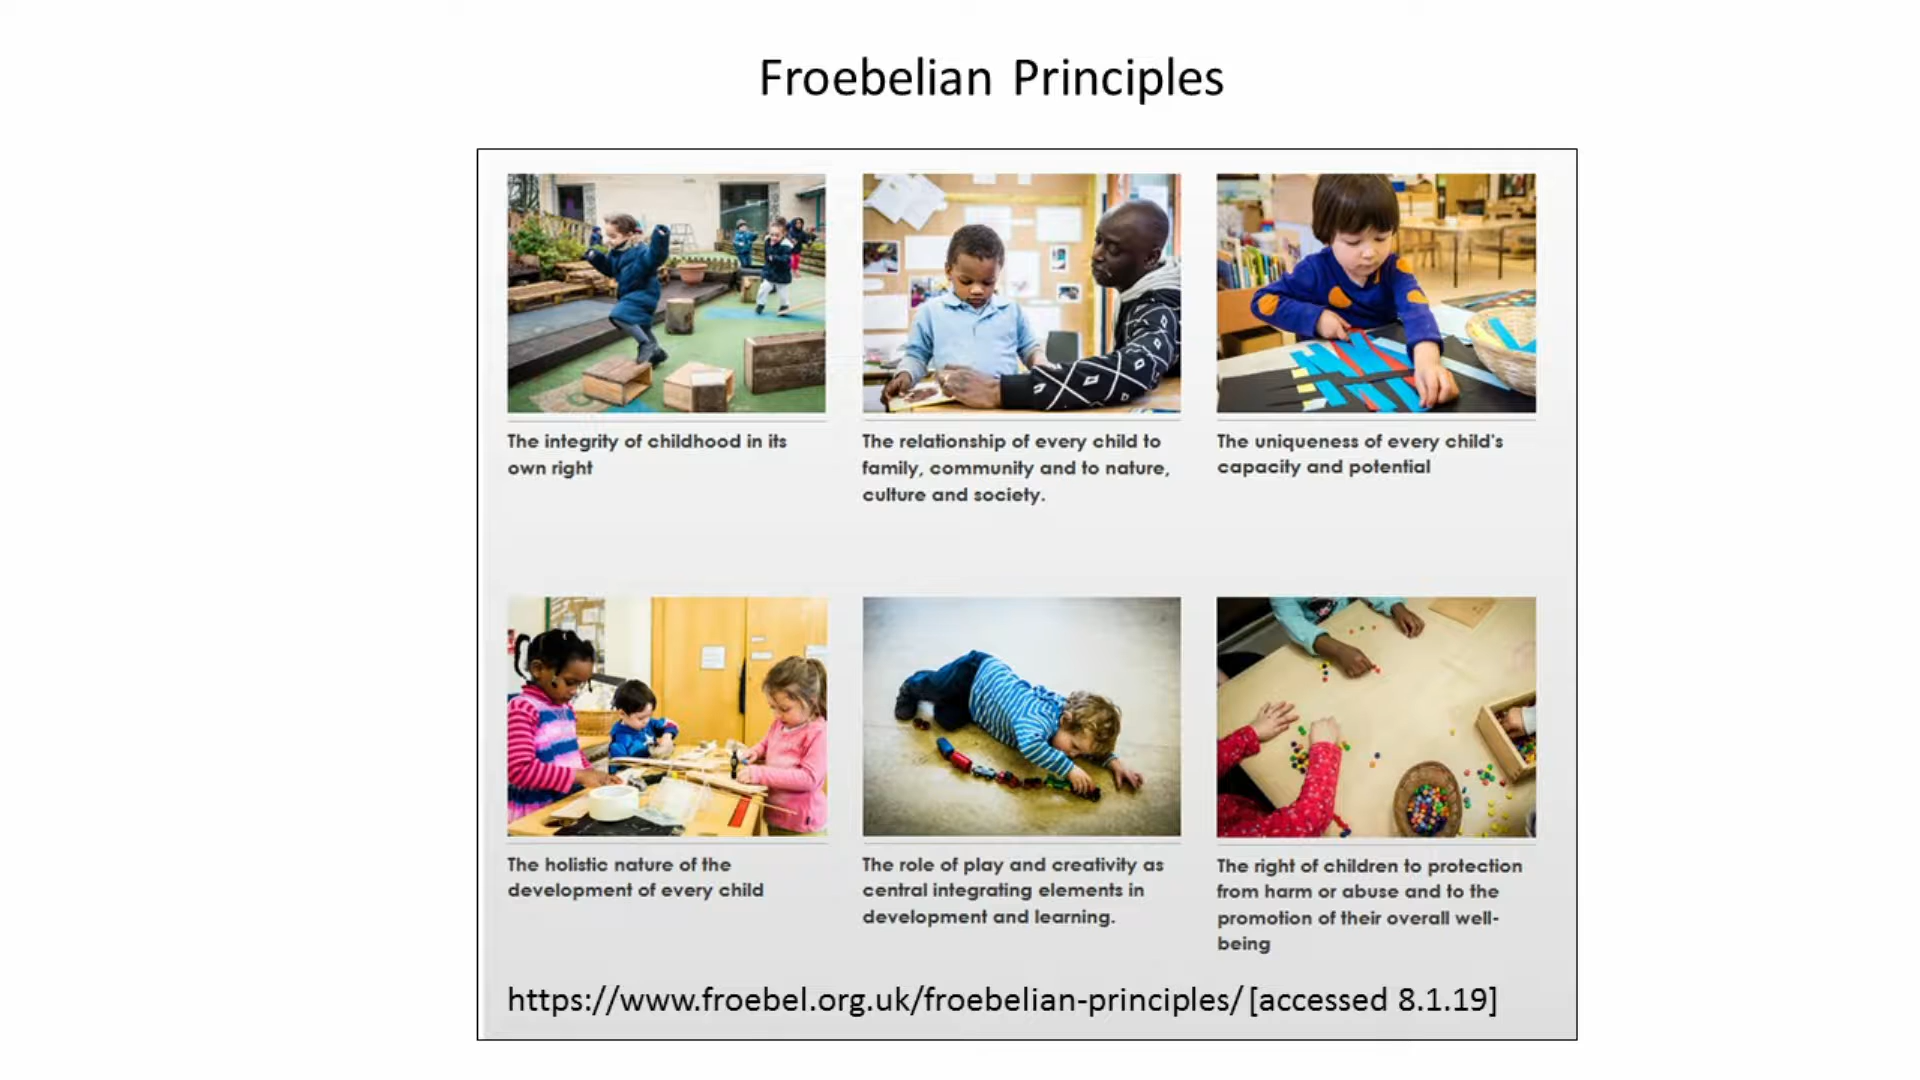 Froebelian Principles
The integrity of childhood in its
own right
The relationship of every child to
family, community and to nature,
culture and society.
The uniqueness of every child's
capacity and potential
The holistic nature of the
development of every child
The role of play and creativity as
central integrating elements in
development and learning.
The right of children to protection
from harm or abuse and to the
promotion of their overall well-
being
https://www.froebel.org.uk/froebelian-principles/ [accessed 8.1.19]